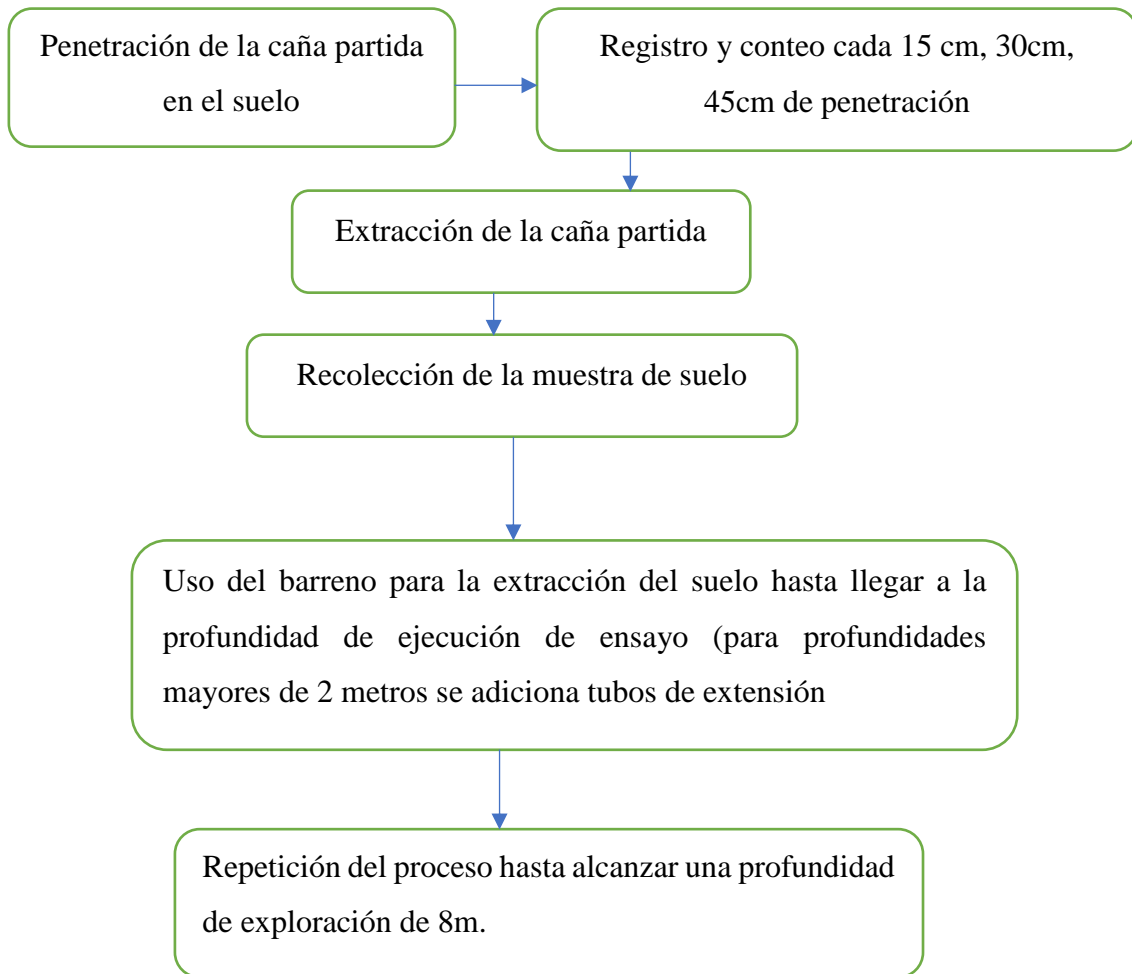 Penetración de la caña partida
en el suelo
Registro y conteo cada 15 cm, 30cm,
45cm de penetración
Extracción de la caña partida
Recolección de la muestra de suelo
Uso del barreno para la extracción del suelo hasta llegar a la
profundidad de ejecución de ensayo (para profundidades
mayores de 2 metros se adiciona tubos de extensión
Repetición del proceso hasta alcanzar una profundidad
de exploración de 8m.